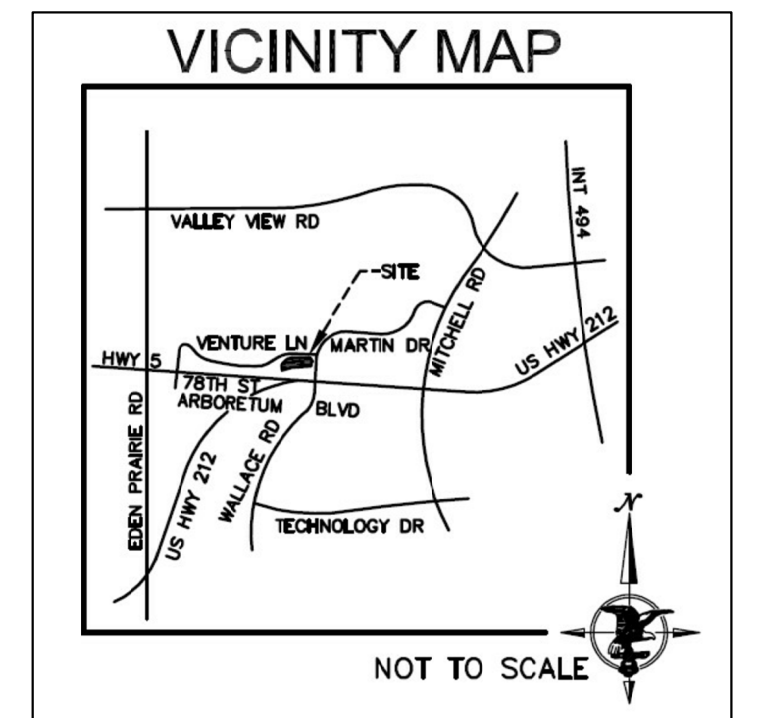 VICINITY MAP
VALLEY VIEW RD
INT 494
SITE
MITCHELL RD
VENTURE LN
MARTIN DR
US HWY 212
HWY 5
78TH ST
ARBORETUM BLVD
EDEN PRAIRIE RD
US HWY 212
WALLACE RD
TECHNOLOGY DR
N
NOT TO SCALE